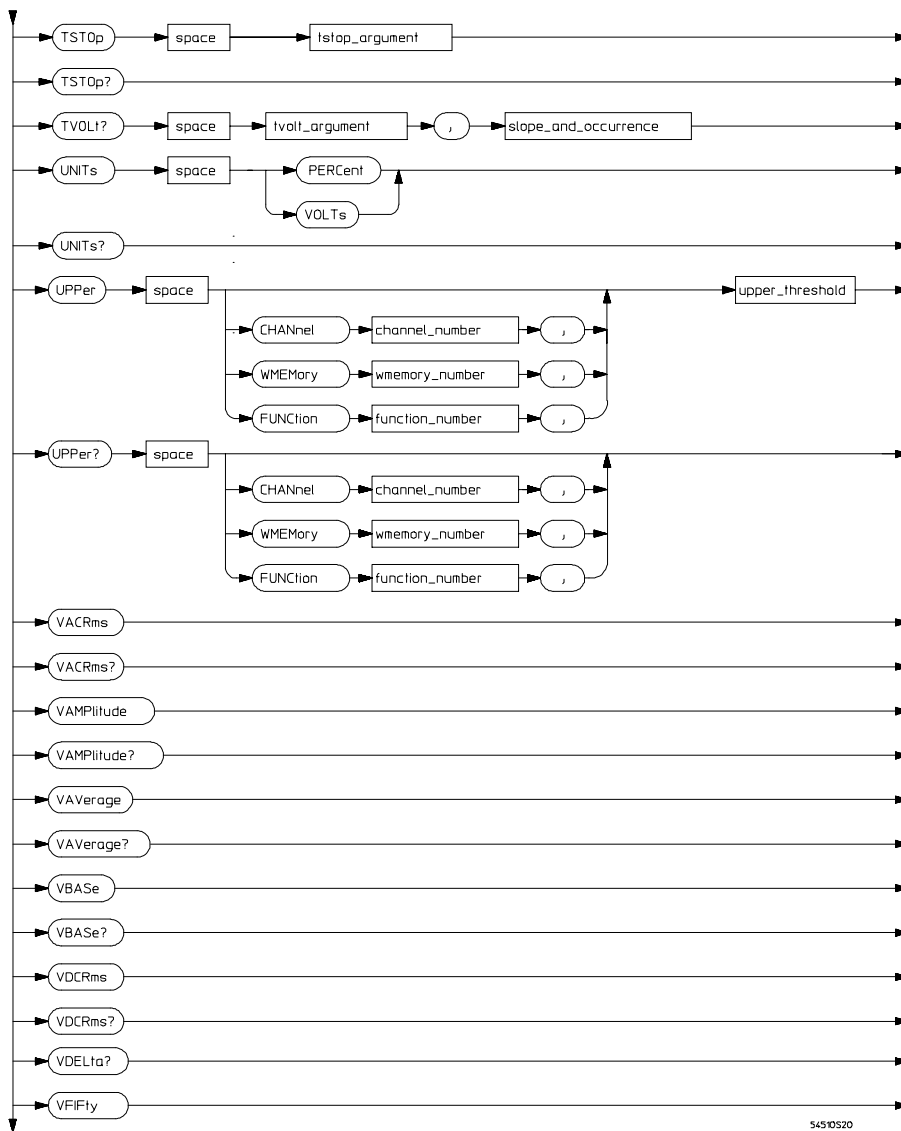 TSTOp space tstop_argument
TSTOp?
TVOLt? space tvolt_argument , slope_and_occurrence
UNITs space PERCent
VOLTs
UNITs?
UPPer space upper_threshold
CHANnel channel_number ,
WMEMory wmemory_number ,
FUNCtion function_number ,
UPPer? space
CHANnel channel_number ,
WMEMory wmemory_number ,
FUNCtion function_number ,
VACRms
VACRms?
VAMPlitude
VAMPlitude?
VAVerage
VAVerage?
VBASe
VBASe?
VDCRms
VDCRms?
VDELta?
VFIFty
54510S20